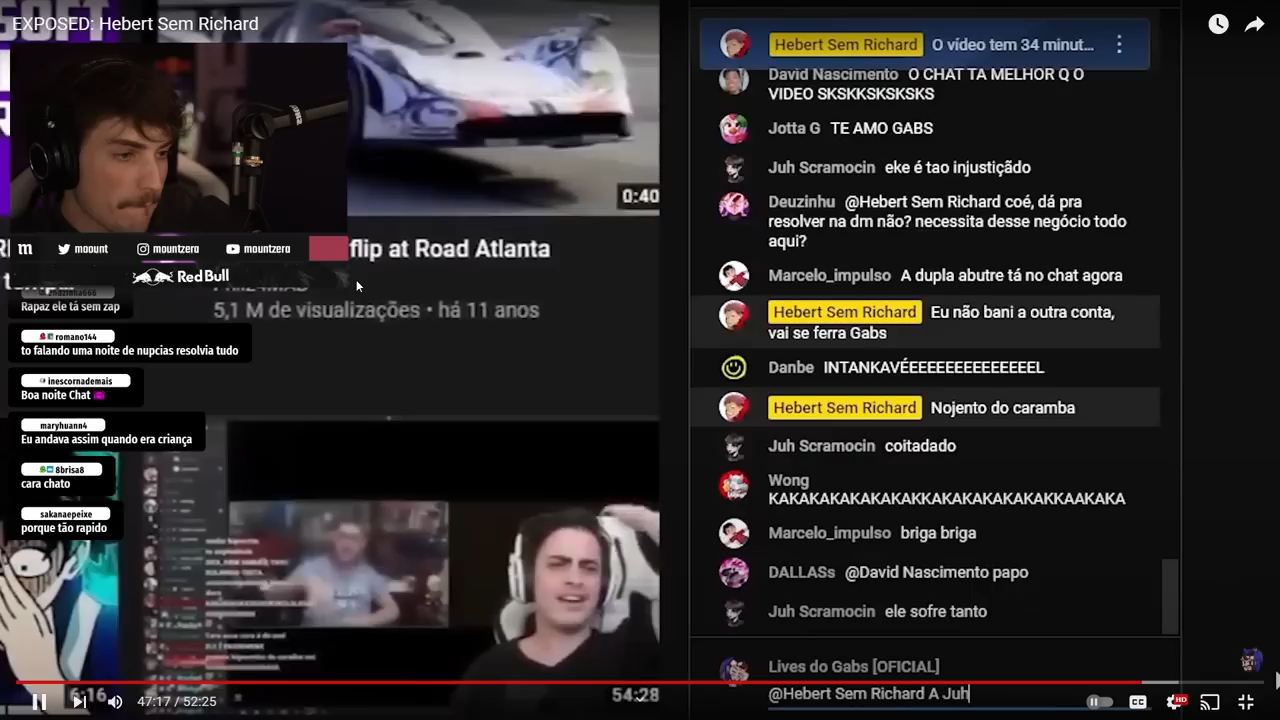 EXPOSED: Hebert Sem Richard
SOFT
0:40
flip at Road Atlanta
5,1 M de visualizações • há 11 anos
m moount mountzera mountzera
Red Bull
Rapaz ele tá sem zap
romano144
to falando uma noite de nupcias resolvia tudo
inescornademais
Boa noite Chat
maryhuann4
Eu andava assim quando era criança
8brisa8
cara chato
sakanaepeixe
porque tão rapido
54:28
6:16
47:17 / 52:25
Hebert Sem Richard O vídeo tem 34 minut...
David Nascimento O CHAT TA MELHOR Q O
VIDEO SKSKKSKSKSKS
Jotta G TE AMO GABS
Juh Scramocin eke é tao injustiçãdo
Deuzinhu @Hebert Sem Richard coé, dá pra
resolver na dm não? necessita desse negócio todo
aqui?
Marcelo_impulso A dupla abutre tá no chat agora
Hebert Sem Richard Eu não bani a outra conta,
vai se ferra Gabs
Danbe INTANKAVÉEEEEEEEEEEEEEEL
Hebert Sem Richard Nojento do caramba
Juh Scramocin coitadado
Wong
KAKAKAKAKAKAKAKKAKAKAKAKAKAKKAAKAKA
Marcelo_impulso briga briga
DALLASs @David Nascimento papo
Juh Scramocin ele sofre tanto
Lives do Gabs [OFICIAL]
@Hebert Sem Richard A Juh
CC
HD